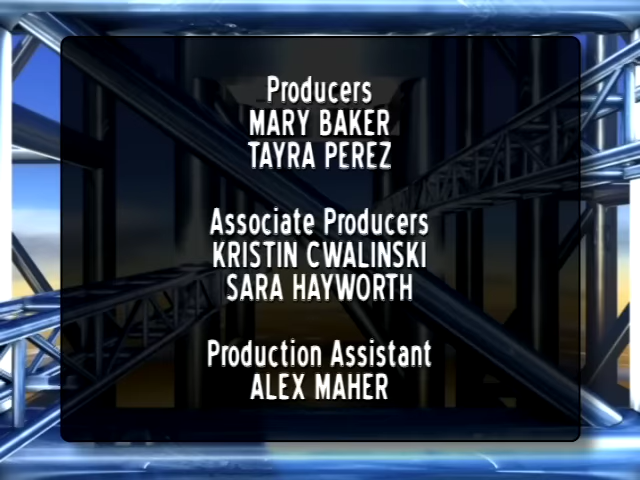 Producers
MARY BAKER
TAYRA PEREZ
Associate Producers
KRISTIN CWALINSKI
SARA HAYWORTH
Production Assistant
ALEX MAHER